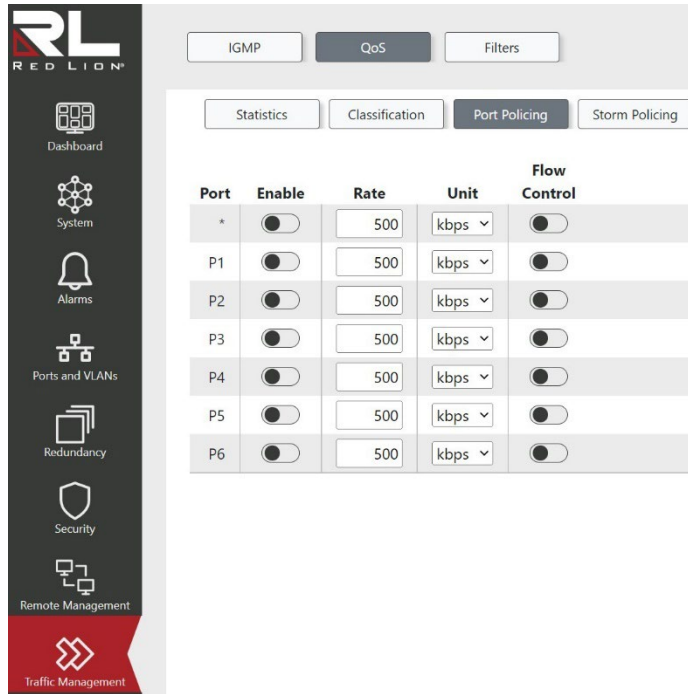 RL
RED LION®
Dashboard
System
Alarms
Ports and VLANs
Redundancy
Security
Remote Management
Traffic Management
IGMP QoS Filters
Statistics Classification Port Policing Storm Policing
Port Enable Rate Unit Flow Control
* 500 kbps
P1 500 kbps
P2 500 kbps
P3 500 kbps
P4 500 kbps
P5 500 kbps
P6 500 kbps